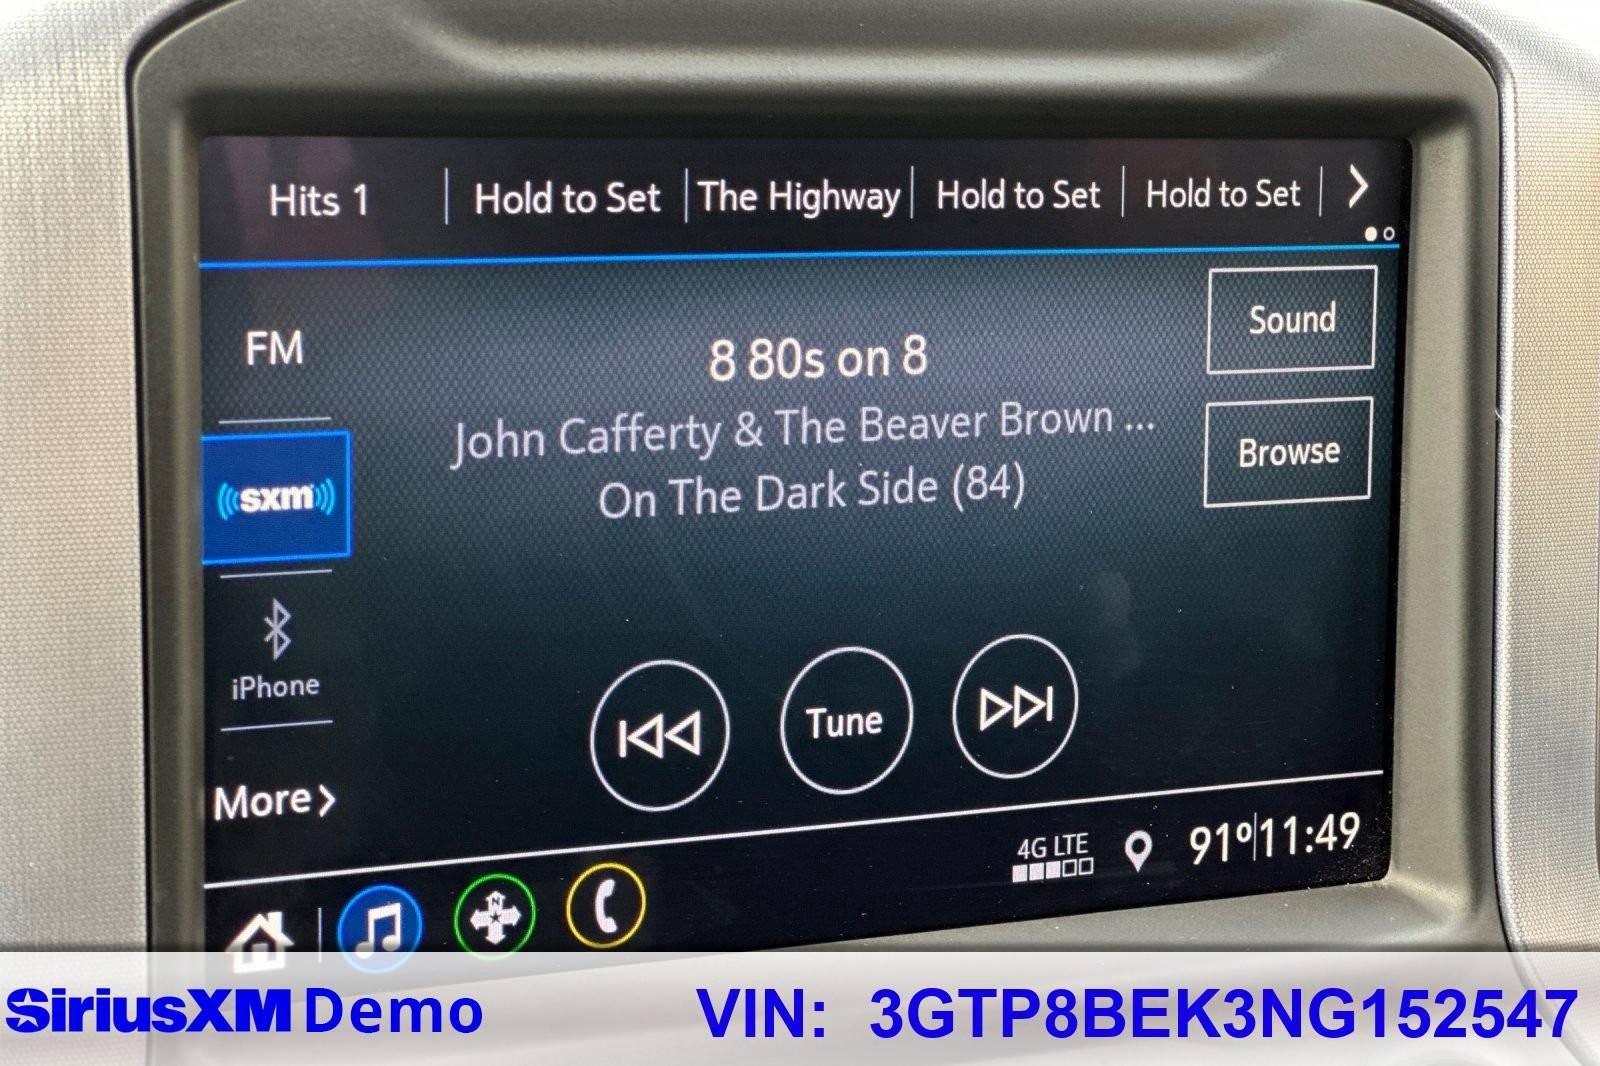 Hits 1 Hold to Set The Highway Hold to Set Hold to Set
Sound
FM
8 80s on 8
John Cafferty & The Beaver Brown ...
Browse
sxm
On The Dark Side (84)
iPhone
Tune
More
4G LTE
91º 11:49
N
SiriusXM Demo VIN: 3GTP8BEK3NG152547